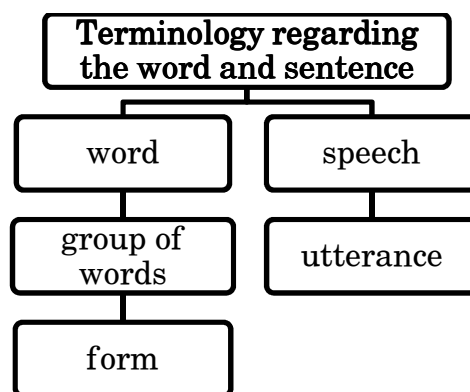 Terminology regarding
the word and sentence
word
speech
group of
words
utterance
form